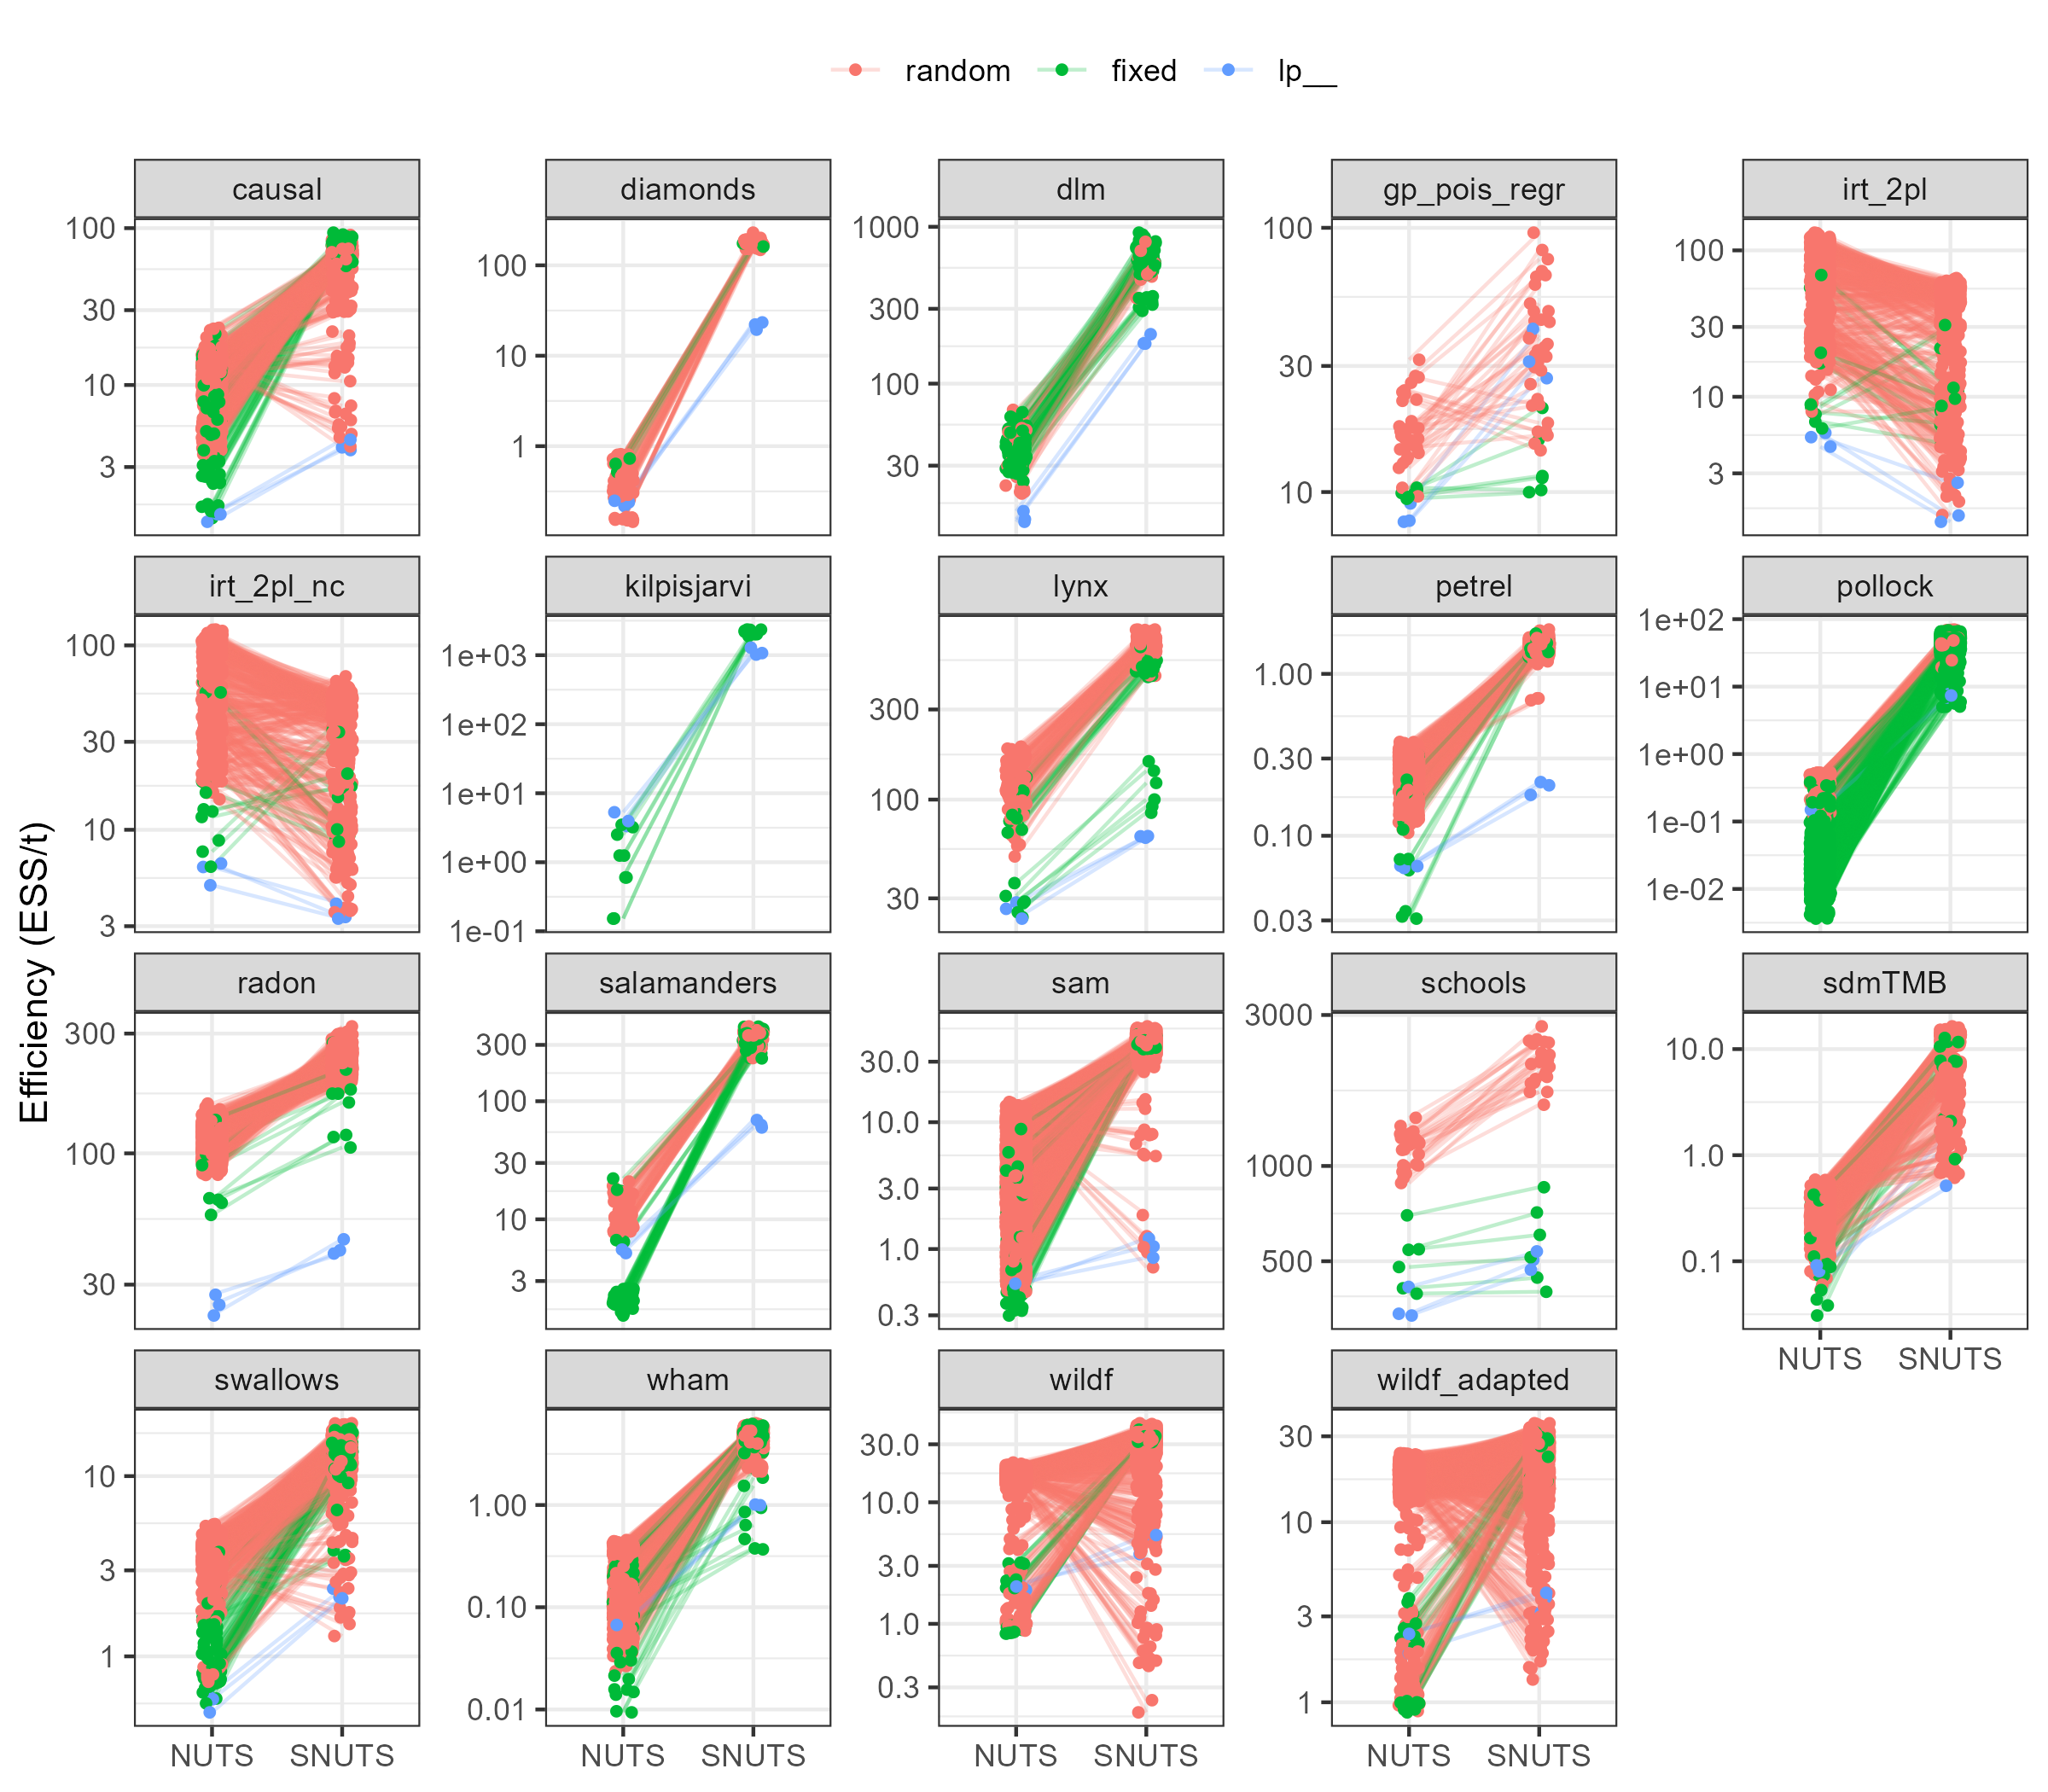 random fixed lp__
causal diamonds dlm gp_pois_regr irt_2pl
100 30 10 3
100 10 1
1000 300 100 30
100 30 10
100 30 10 3
irt_2pl_nc kilpisjarvi lynx petrel pollock
100 30 10 3
1e+03 1e+02 1e+01 1e+00 1e-01
300 100 30
1.00 0.30 0.10 0.03
1e+02 1e+01 1e+00 1e-01 1e-02
Efficiency (ESS/t)
radon salamanders sam schools sdmTMB
300 100 30
300 100 30 10 3
30.0 10.0 3.0 1.0 0.3
3000 1000 500
10.0 1.0 0.1
NUTS SNUTS
swallows wham wildf wildf_adapted
10 3 1
1.00 0.10 0.01
30.0 10.0 3.0 1.0 0.3
30 10 3 1
NUTS SNUTS NUTS SNUTS NUTS SNUTS NUTS SNUTS